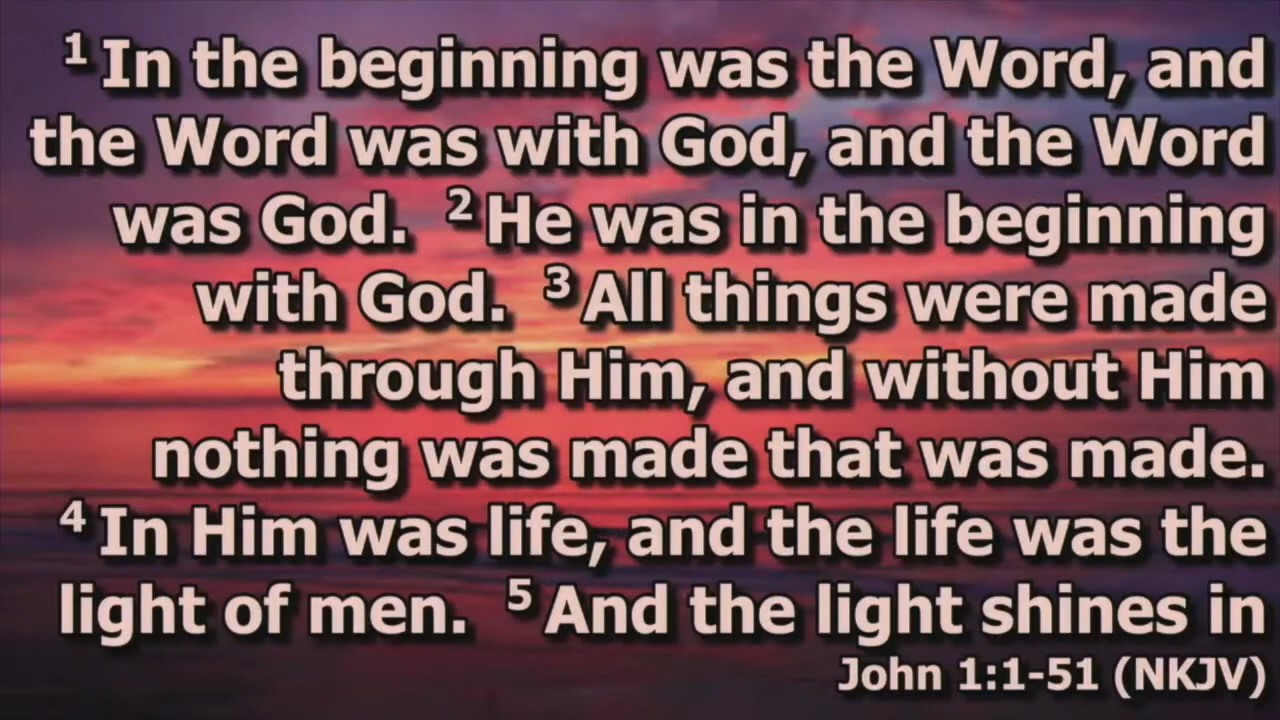 1 In the beginning was the Word, and
the Word was with God, and the Word
was God. 2 He was in the beginning
with God. 3 All things were made
through Him, and without Him
nothing was made that was made.
4 In Him was life, and the life was the
light of men. 5 And the light shines in
John 1:1-51 (NKJV)